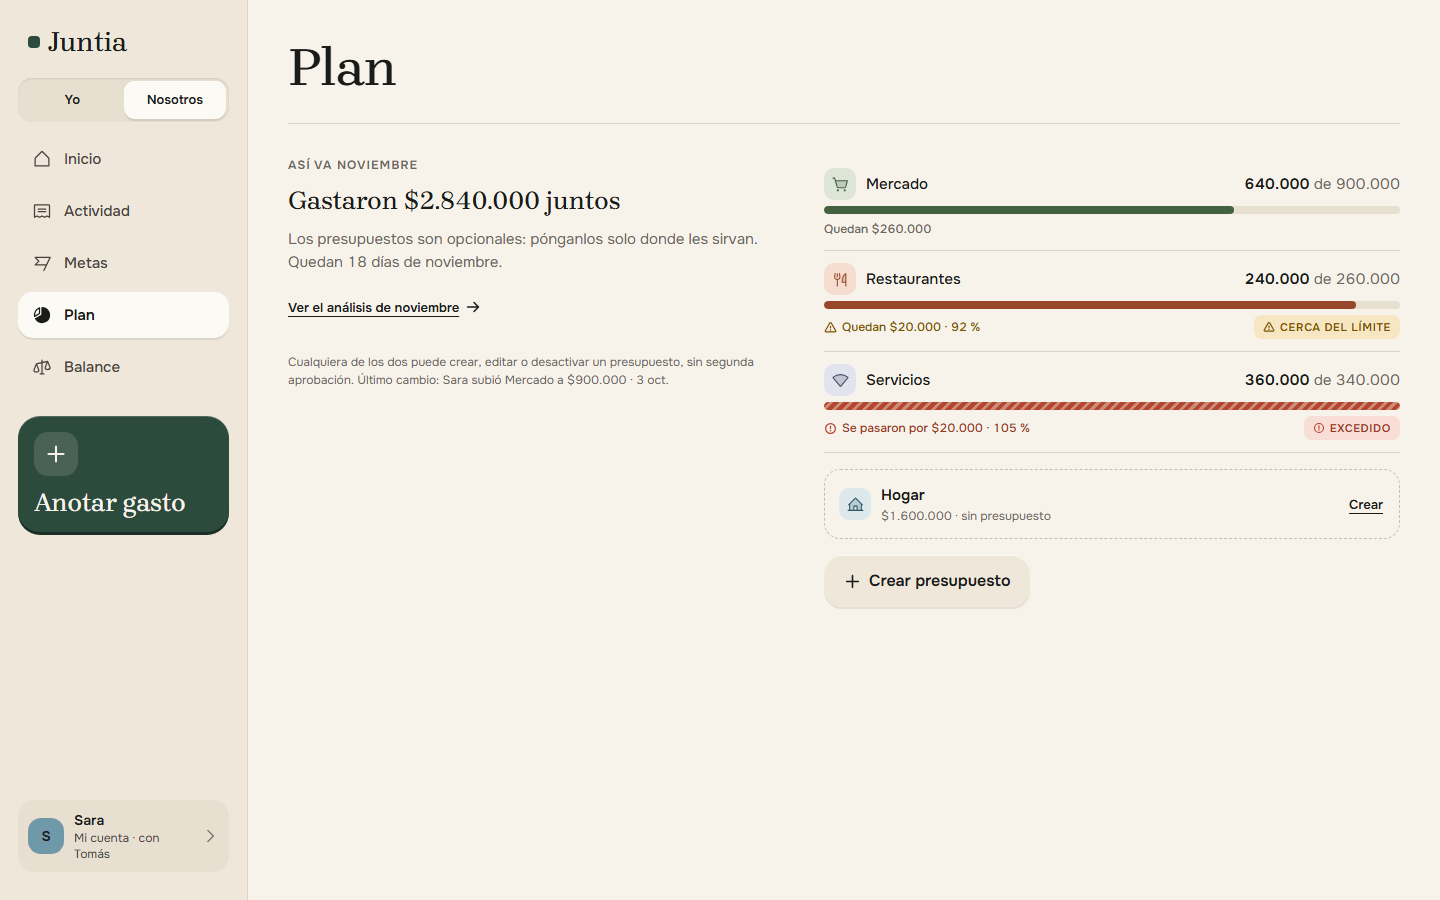 Juntia
Yo
Nosotros
Inicio
Actividad
Metas
Plan
Balance
Anotar gasto
S
Sara
Mi cuenta · con
Tomás
Plan
ASÍ VA NOVIEMBRE
Gastaron $2.840.000 juntos
Los presupuestos son opcionales: pónganlos solo donde les sirvan.
Quedan 18 días de noviembre.
Ver el análisis de noviembre
Cualquiera de los dos puede crear, editar o desactivar un presupuesto, sin segunda
aprobación. Último cambio: Sara subió Mercado a $900.000 · 3 oct.
Mercado
640.000 de 900.000
Quedan $260.000
Restaurantes
240.000 de 260.000
Quedan $20.000 · 92 %
CERCA DEL LÍMITE
Servicios
360.000 de 340.000
Se pasaron por $20.000 · 105 %
EXCEDIDO
Hogar
$1.600.000 · sin presupuesto
Crear
Crear presupuesto